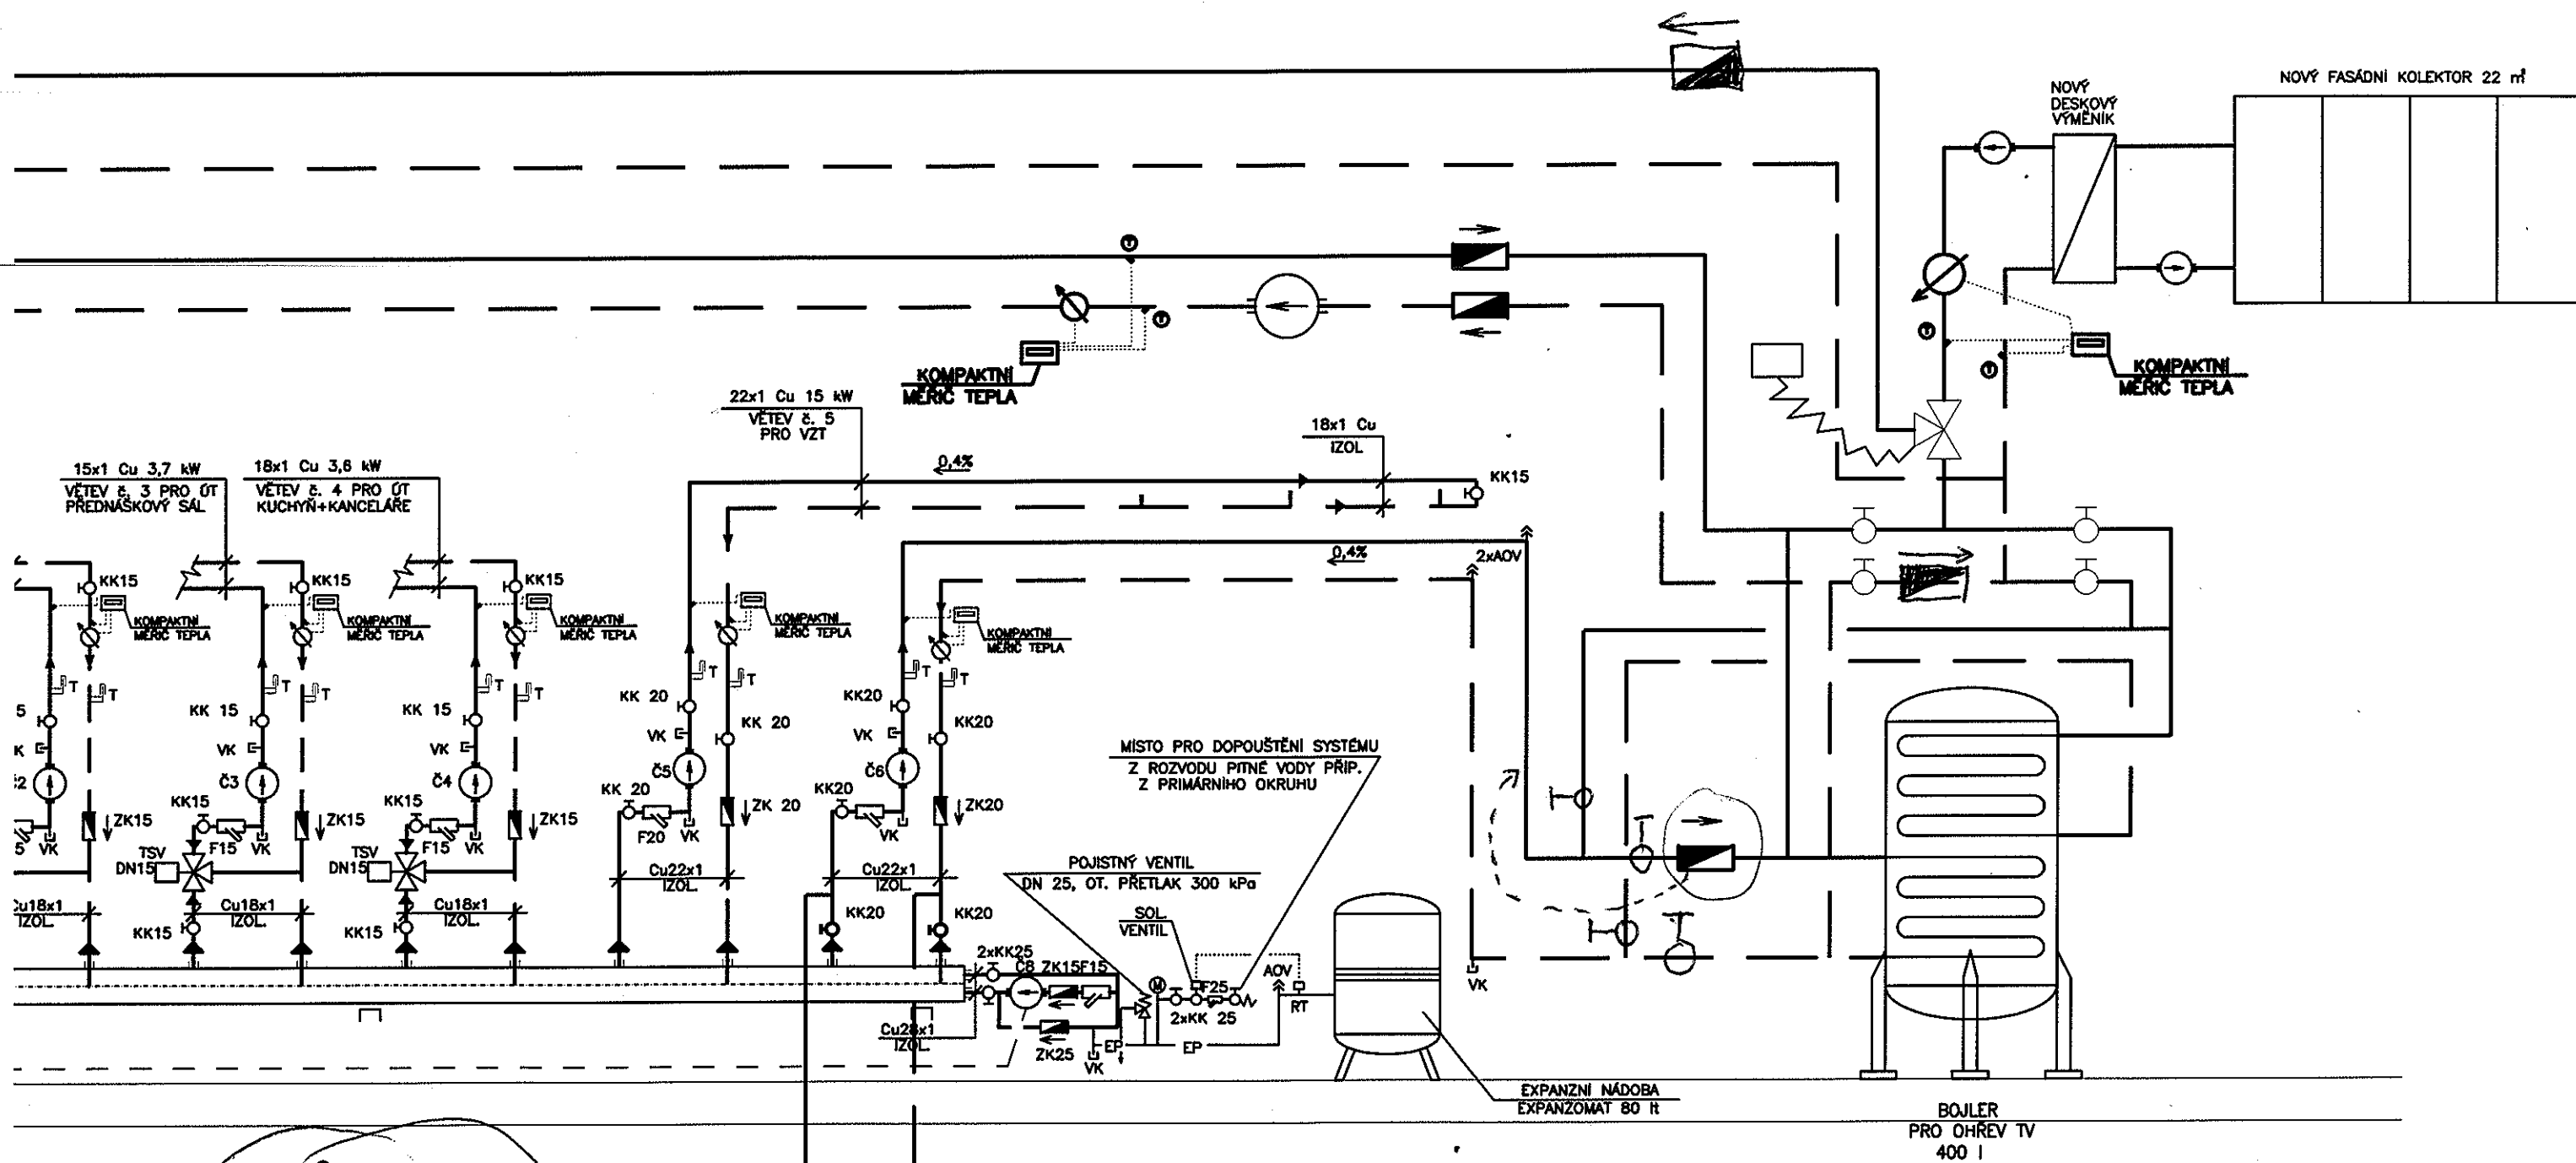 NOVÝ FASÁDNÍ KOLEKTOR 22 m²
NOVÝ
DESKOVÝ
VÝMĚNÍK
KOMPAKTNÍ
MĚŘIČ TEPLA
KOMPAKTNÍ
MĚŘIČ TEPLA
22x1 Cu 15 kW
VĚTEV č. 5
PRO VZT
18x1 Cu
IZOL
0,4%
KK15
15x1 Cu 3,7 kW
VĚTEV č. 3 PRO ÚT
PŘEDNÁŠKOVÝ SÁL
18x1 Cu 3,6 kW
VĚTEV č. 4 PRO ÚT
KUCHYŇ+KANCELÁŘE
0,4%
2xAOV
KK15
KK15
KK15
KOMPAKTNÍ
MĚŘIČ TEPLA
KOMPAKTNÍ
MĚŘIČ TEPLA
KOMPAKTNÍ
MĚŘIČ TEPLA
KOMPAKTNÍ
MĚŘIČ TEPLA
KOMPAKTNÍ
MĚŘIČ TEPLA
T
T
T
T
T
T
T
T
T
T
5
KK 15
KK 15
KK 20
KK 20
KK20
KK20
K
VK
VK
VK
VK
Č2
Č3
Č4
Č5
Č6
MÍSTO PRO DOPOUŠTĚNÍ SYSTÉMU
Z ROZVODU PITNÉ VODY PŘIP.
Z PRIMÁRNÍHO OKRUHU
KK15
KK15
KK 20
KK20
ZK15
ZK15
ZK15
ZK 20
ZK20
5
VK
F15
VK
F15
VK
F20
VK
VK
TSV
DN15
TSV
DN15
POJISTNÝ VENTIL
DN 25, OT. PŘETLAK 300 kPa
Cu22x1
IZOL.
Cu22x1
IZOL.
Cu18x1
IZOL.
Cu18x1
IZOL.
Cu18x1
IZOL.
KK15
KK15
KK20
KK20
SOL.
VENTIL
2xKK25
Č8 ZK15F15
M
F25
AOV
2xKK 25
RT
VK
Cu28x1
IZOL.
ZK25
EP
EP
VK
EXPANZNÍ NÁDOBA
EXPANZOMAT 80 lt
BOJLER
PRO OHŘEV TV
400 l